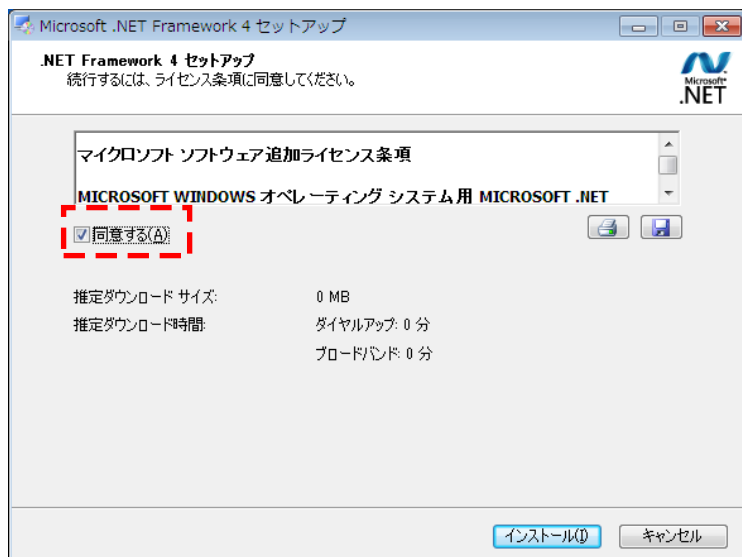 Microsoft .NET Framework 4 セットアップ
.NET Framework 4 セットアップ
続行するには、ライセンス条項に同意してください。
Microsoft
.NET
マイクロソフト ソフトウェア追加ライセンス条項
MICROSOFT WINDOWS オペレーティング システム用 MICROSOFT .NET
同意する(A)
推定ダウンロード サイズ: 0 MB
推定ダウンロード時間: ダイヤルアップ: 0 分
ブロードバンド: 0 分
インストール(I) キャンセル